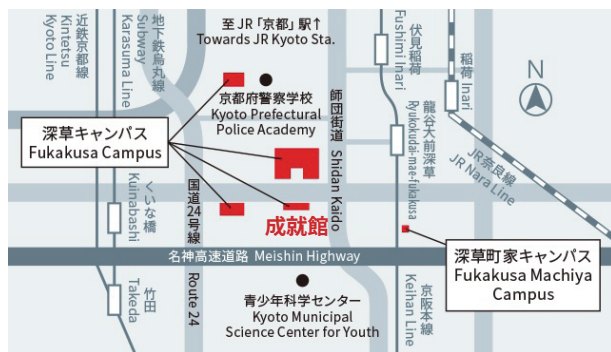 至JR「京都」駅↑
Towards JR Kyoto Sta.
近鉄京都線
Kintetsu
Kyoto Line
地下鉄烏丸線
Subway
Karasuma Line
伏見稲荷
Fushimi Inari
稲荷 Inari
N
京都府警察学校
Kyoto Prefectural
Police Academy
師団街道 Shidan Kaido
龍谷大前深草
Ryukokudai-mae-fukakusa
JR奈良線
JR Nara Line
深草キャンパス
Fukakusa Campus
くいな橋
Kuinabashi
国道24号線
Route 24
成就館
名神高速道路 Meishin Highway
深草町家キャンパス
Fukakusa Machiya
Campus
竹田
Takeda
青少年科学センター
Kyoto Municipal
Science Center for Youth
京阪本線
Keihan Line